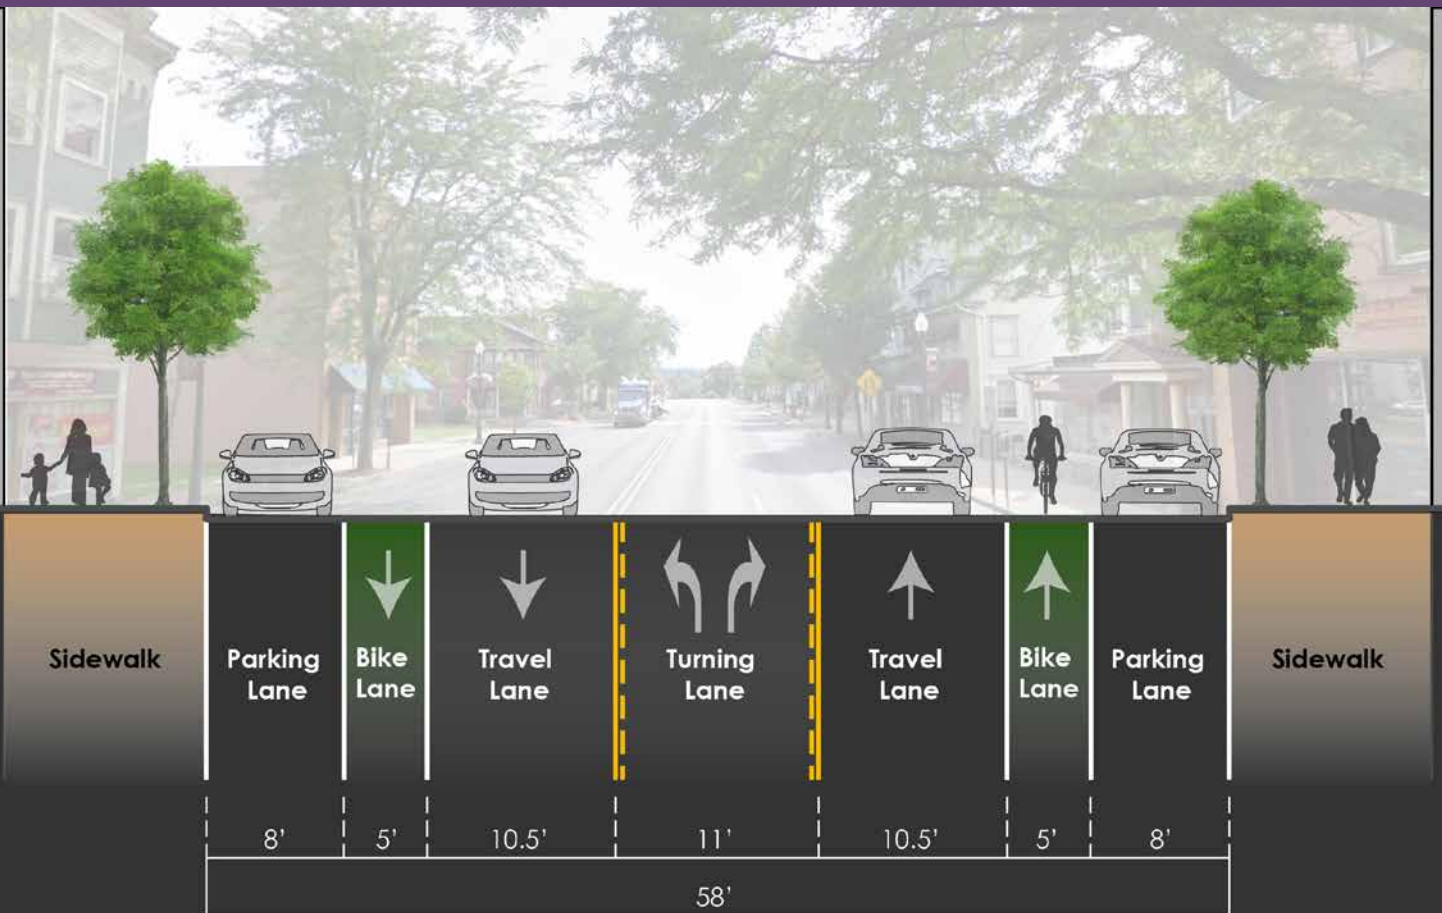 Sidewalk
Parking
Lane
Bike
Lane
Travel
Lane
Turning
Lane
Travel
Lane
Bike
Lane
Parking
Lane
Sidewalk
8'
5'
10.5'
11'
10.5'
5'
8'
58'